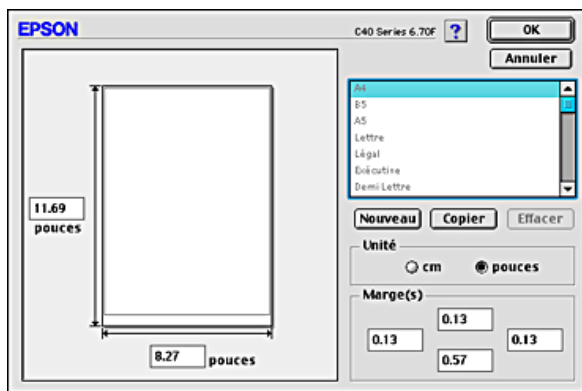 EPSON
C40 Series 6.70F
?
OK
Annuler
A4
B5
A5
Lettre
Légal
Exécutive
Demi Lettre
11.69
pouces
8.27 pouces
Nouveau
Copier
Effacer
Unité
cm
pouces
Marge(s)
0.13
0.13
0.13
0.57